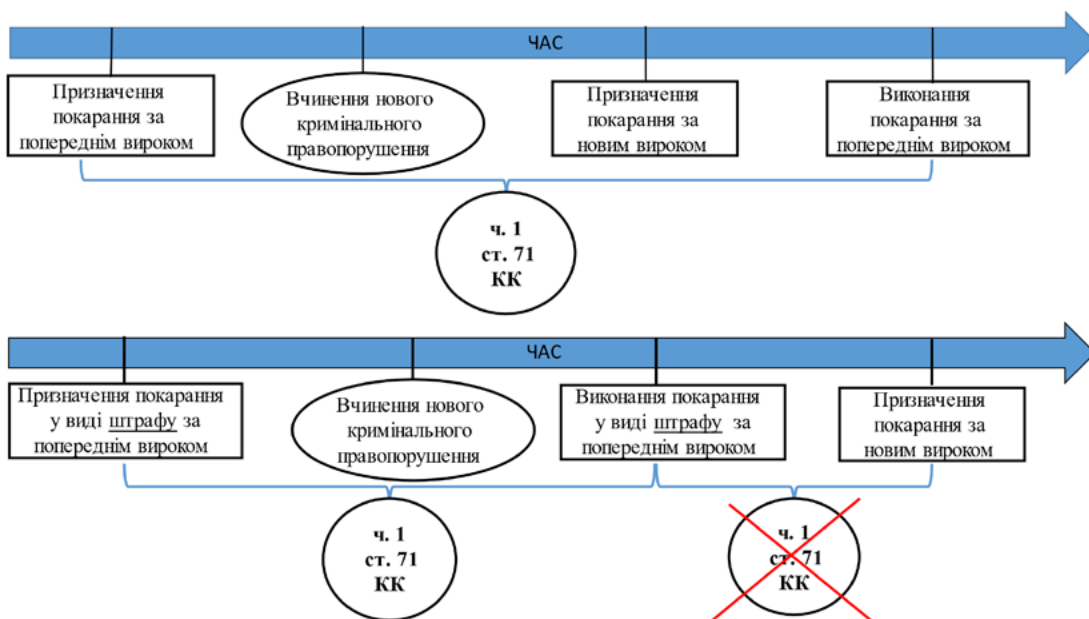 ЧАС
Призначення
покарання за
попереднім вироком
Вчинення нового
кримінального
правопорушення
Призначення
покарання за
новим вироком
Виконання
покарання за
попереднім вироком
ч. 1
ст. 71
КК
ЧАС
Призначення покарання
у виді штрафу за
попереднім вироком
Вчинення нового
кримінального
правопорушення
Виконання покарання
у виді штрафу за
попереднім вироком
Призначення
покарання за
новим вироком
ч. 1
ст. 71
КК
ч. 1
ст. 71
КК